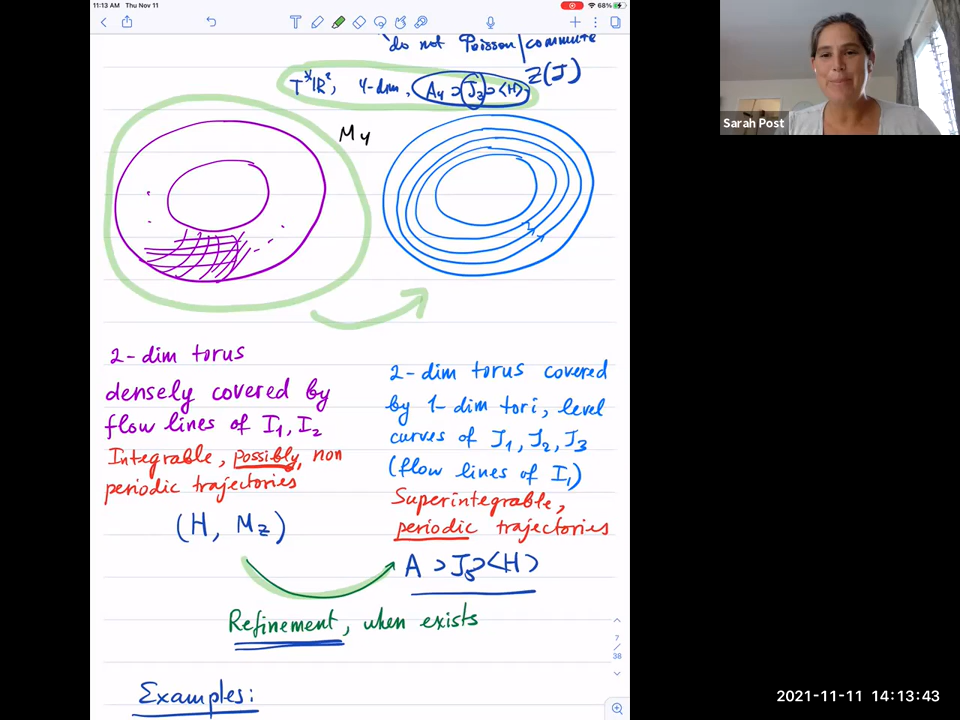 11:13 AM Thu Nov 11
68%
do not Poisson/commute
T*ℝ², 4-dim, A₄ ⊃ J₃ ⊃ <H>, Z(J)
M₄
2-dim torus
densely covered by
flow lines of I₁, I₂
Integrable, possibly, non
periodic trajectories
(H, M_z)
2-dim torus covered
by 1-dim tori, level
curves of J₁, J₂, J₃
(flow lines of I₁)
Superintegrable,
periodic trajectories
A ⊃ J₃ ⊃ <H>
Refinement, when exists
Examples:
7
/
38
Sarah Post
2021-11-11 14:13:43